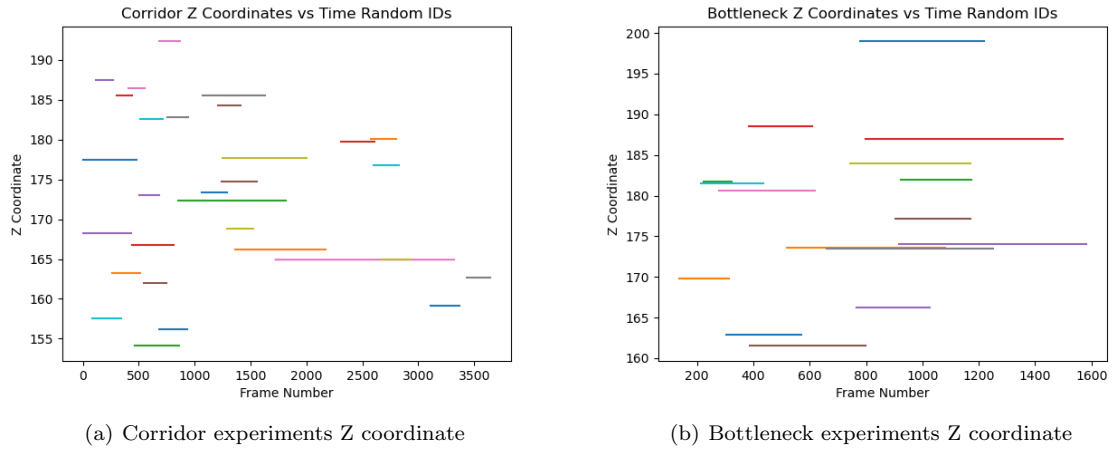 Corridor Z Coordinates vs Time Random IDs
Z Coordinate
190
185
180
175
170
165
160
155
0 500 1000 1500 2000 2500 3000 3500
Frame Number
(a) Corridor experiments Z coordinate
Bottleneck Z Coordinates vs Time Random IDs
Z Coordinate
200
195
190
185
180
175
170
165
160
200 400 600 800 1000 1200 1400 1600
Frame Number
(b) Bottleneck experiments Z coordinate